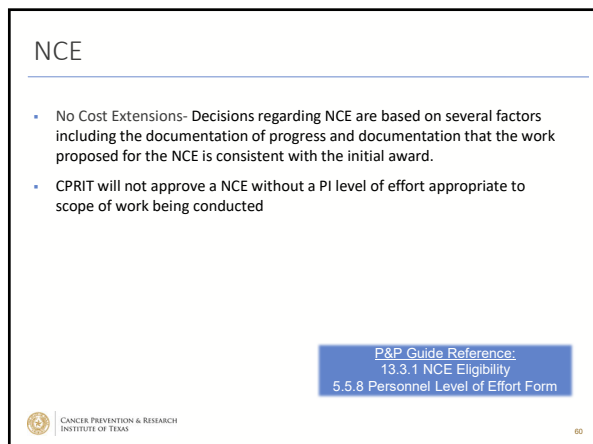 NCE
▪ No Cost Extensions- Decisions regarding NCE are based on several factors
including the documentation of progress and documentation that the work
proposed for the NCE is consistent with the initial award.
▪ CPRIT will not approve a NCE without a PI level of effort appropriate to
scope of work being conducted
P&P Guide Reference:
13.3.1 NCE Eligibility
5.5.8 Personnel Level of Effort Form
CANCER PREVENTION & RESEARCH
INSTITUTE OF TEXAS
60